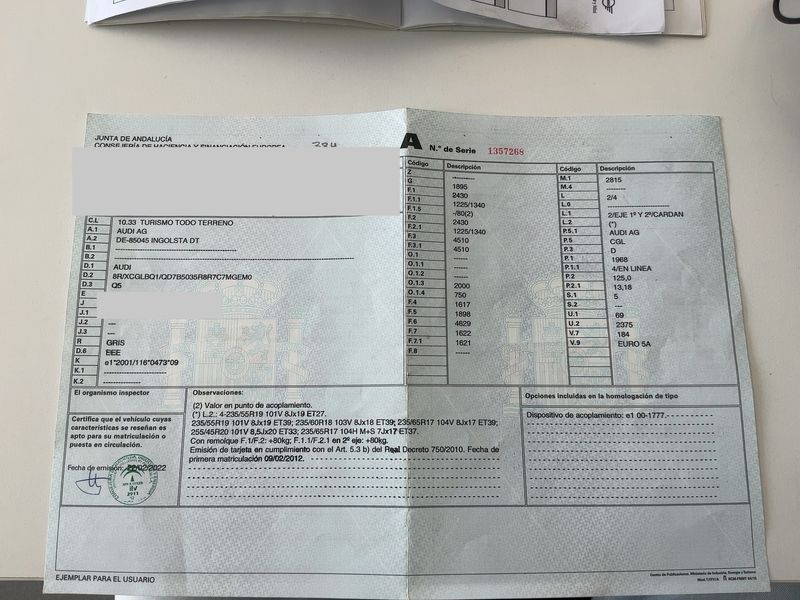 JUNTA DE ANDALUCÍA
CONSEJERÍA DE HACIENDA Y FINANCIACIÓN EUROPEA
A N.º de Serie 1357268
Código Descripción Código Descripción
C.L 10.33 TURISMO TODO TERRENO
A.1 AUDI AG
A.2 DE-85045 INGOLSTA DT
B.1
B.2
D.1 AUDI
D.2 8R/XCGLBQ1/QD7B5035R8R7C7MGEM0
D.3 Q5
E
J
J.1
J.2 ---
J.3 ---
R GRIS
D.6 EEE
K e1*2001/116*0473*09
K.1
K.2
Z
G 1895
F.1 2430
F.1.1 1225/1340
F.1.5 -/80(2)
F.2 2430
F.2.1 1225/1340
F.3 4510
F.3.1 4510
O.1
O.1.1
O.1.2
O.1.3 2000
O.1.4 750
F.4 1617
F.5 1898
F.6 4629
F.7 1622
F.7.1 1621
F.8
M.1 2815
M.4
L 2/4
L.0
L.1 2/EJE 1º Y 2º/CARDAN
L.2 (*)
P.5.1 AUDI AG
P.5 CGL
P.3 D
P.1 1968
P.1.1 4/EN LINEA
P.2 125,0
P.2.1 13,18
S.1 5
S.2 ---
U.1 69
U.2 2375
V.7 184
V.9 EURO 5A
El organismo inspector
Certifica que el vehículo cuyas
características se reseñan es
apto para su matriculación o
puesta en circulación.
Fecha de emisión: 22/02/2022
Observaciones:
(2) Valor en punto de acoplamiento.
(*) L.2.: 4-235/55R19 101V 8Jx19 ET27.
235/55R19 101V 8Jx19 ET39; 235/60R18 103V 8Jx18 ET39; 235/65R17 104V 8Jx17 ET39;
255/45R20 101V 8,5Jx20 ET33; 235/65R17 104H M+S 7Jx17 ET37.
Con remolque F.1/F.2: +80kg; F.1.1/F.2.1 en 2º eje: +80kg.
Emisión de tarjeta en cumplimiento con el Art. 5.3 b) del Real Decreto 750/2010. Fecha de
primera matriculación 09/02/2012.
Opciones incluidas en la homologación de tipo
Dispositivo de acoplamiento: e1 00-1777.
EJEMPLAR PARA EL USUARIO
Centro de Publicaciones. Ministerio de Industria, Energía y Turismo